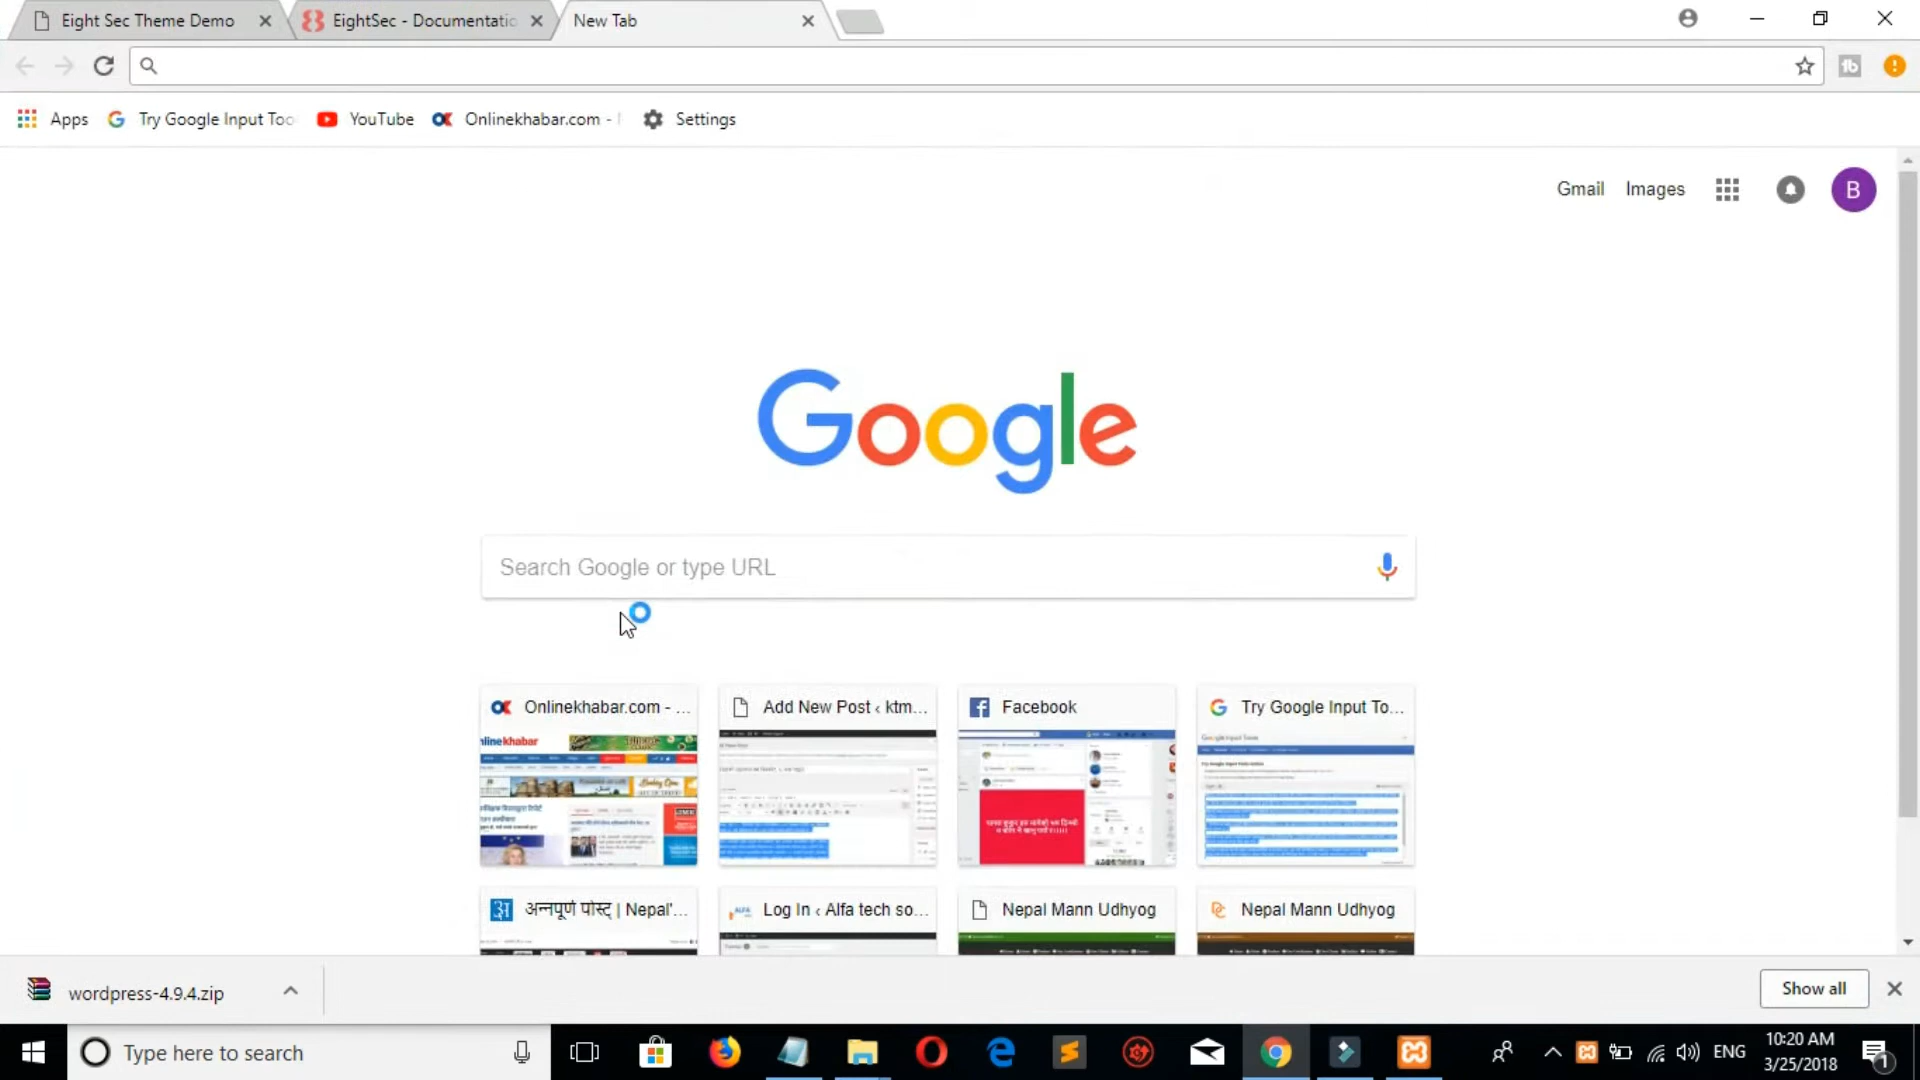 Eight Sec Theme Demo
EightSec - Documentatio
New Tab
Apps
Try Google Input Too
YouTube
Onlinekhabar.com -
Settings
Gmail
Images
B
Google
Search Google or type URL
Onlinekhabar.com - ...
Add New Post ‹ ktm...
Facebook
Try Google Input To...
अन्नपूर्ण पोस्ट् | Nepal'...
Log In ‹ Alfa tech so...
Nepal Mann Udhyog
Nepal Mann Udhyog
wordpress-4.9.4.zip
Show all
Type here to search
ENG
10:20 AM
3/25/2018
1